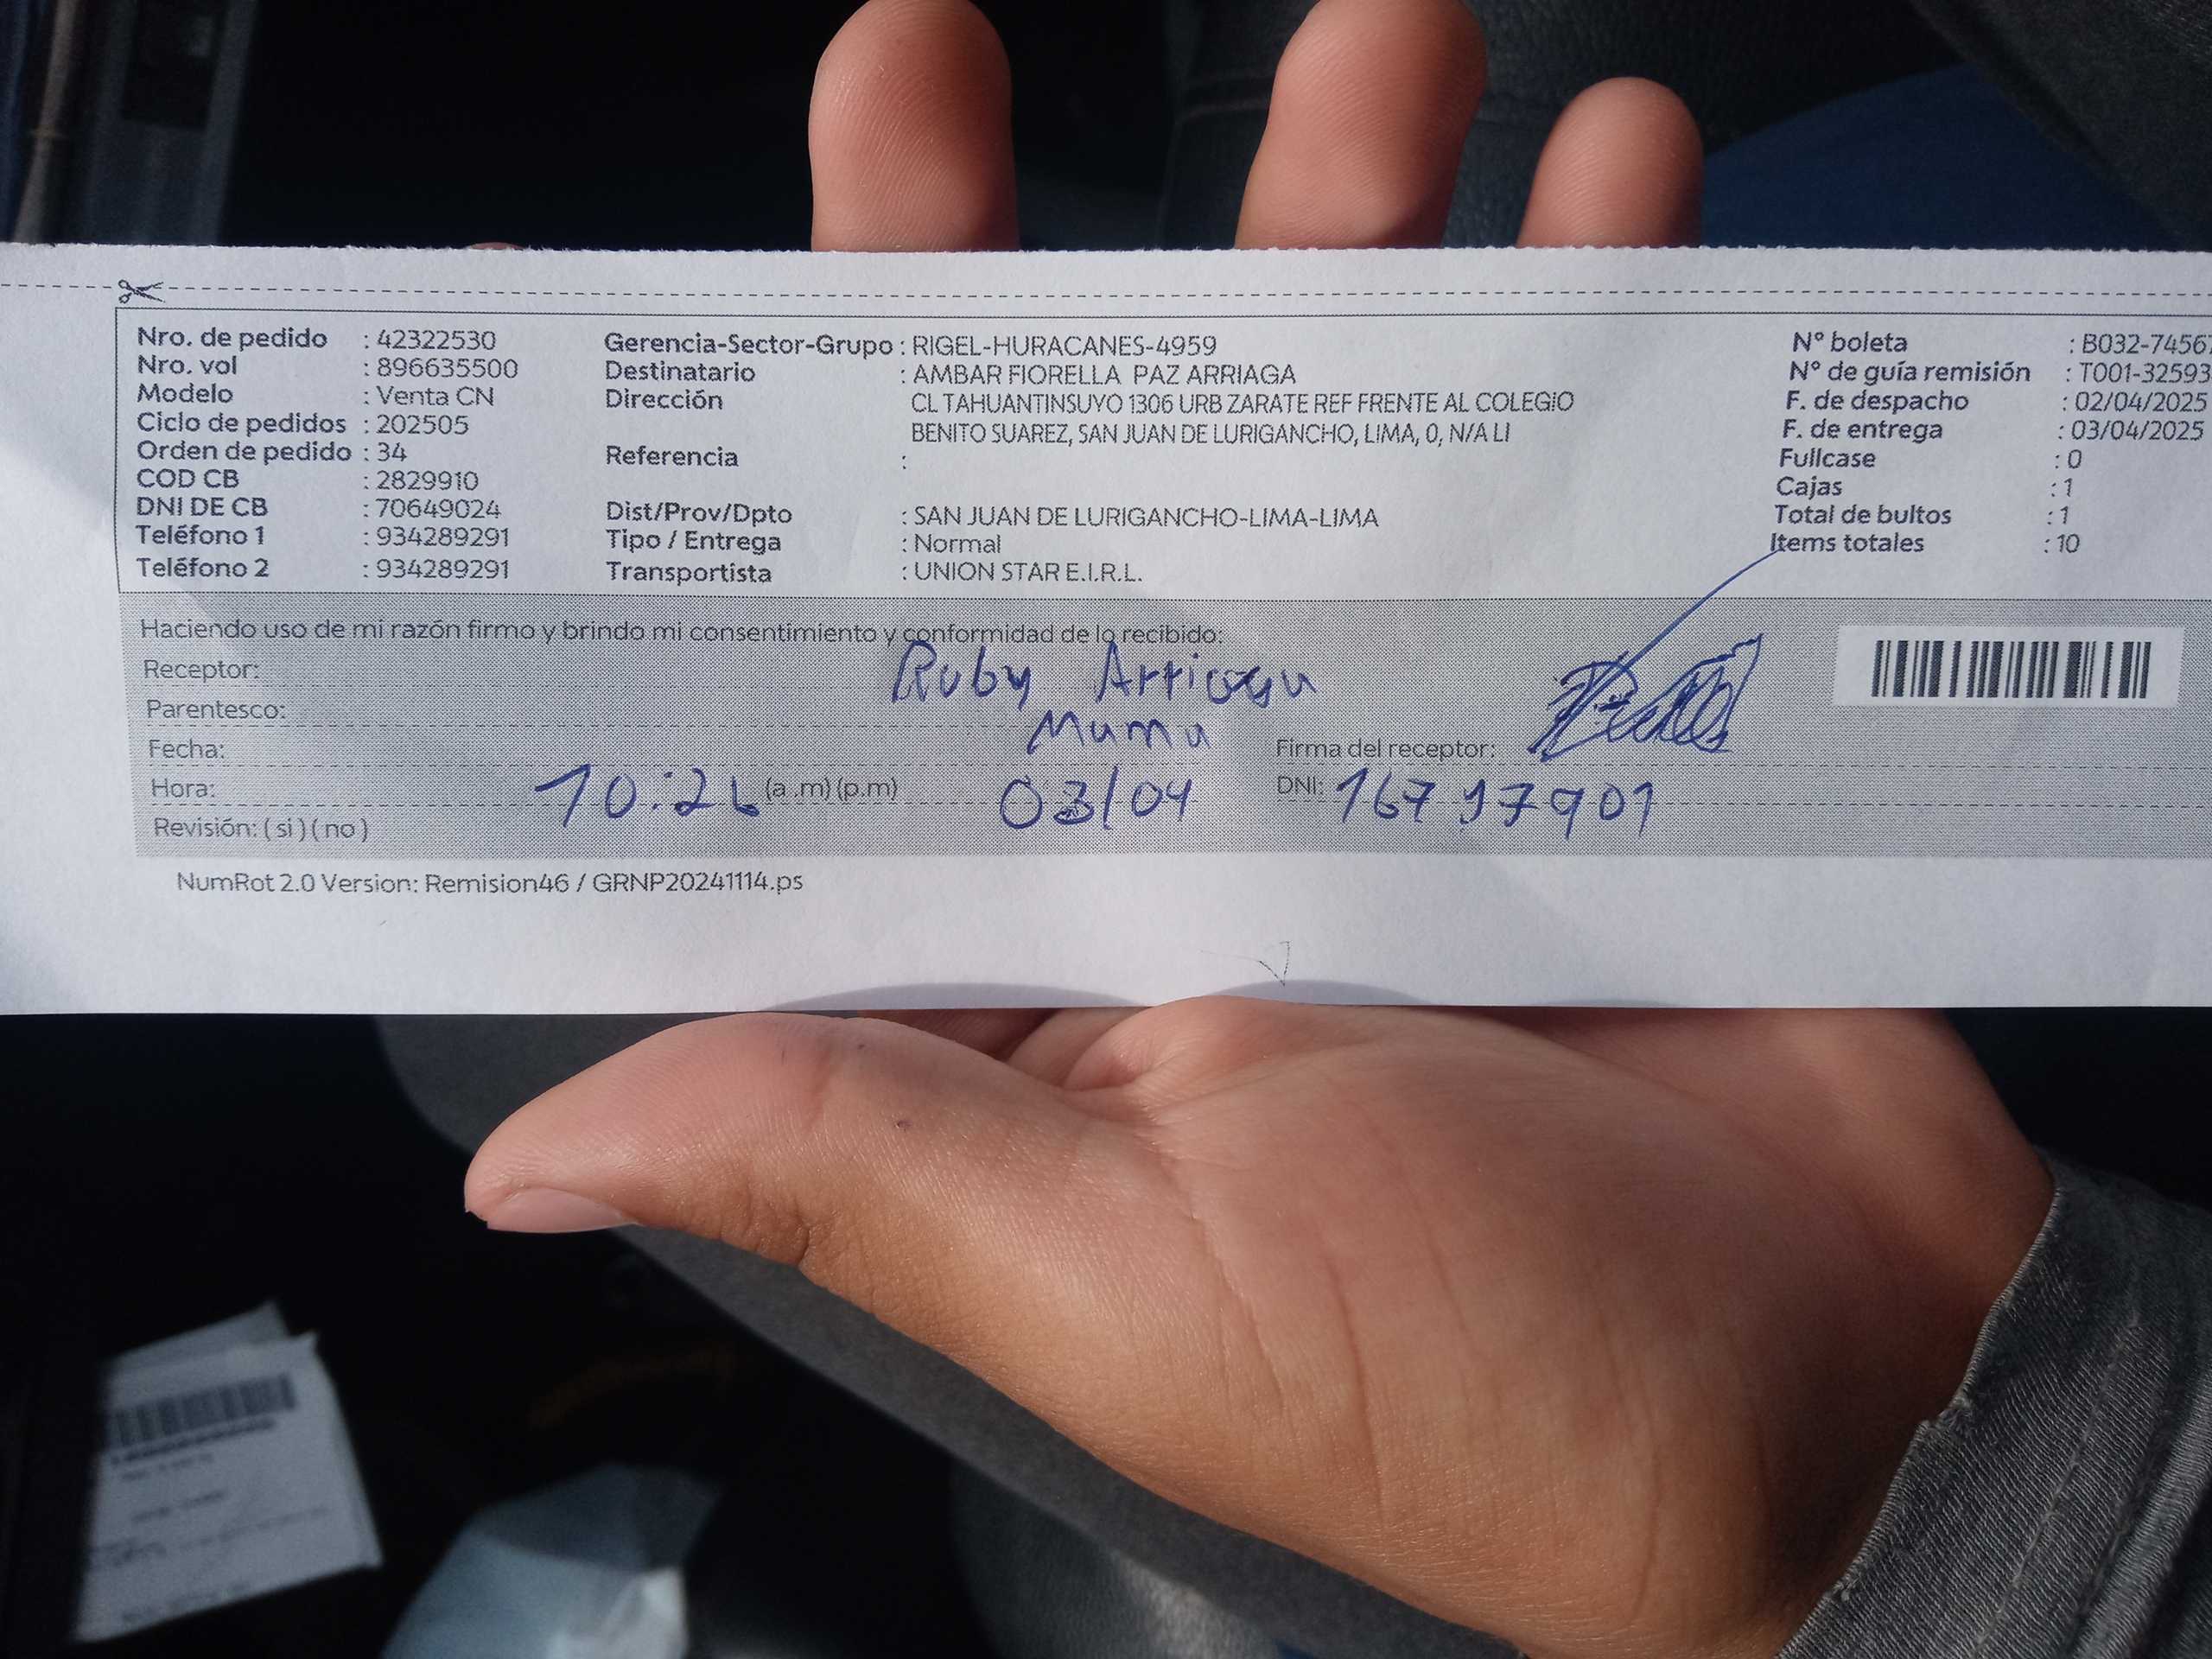 Nro. de pedido : 42322530
Nro. vol : 896635500
Modelo : Venta CN
Ciclo de pedidos : 202505
Orden de pedido : 34
COD CB : 2829910
DNI DE CB : 70649024
Teléfono 1 : 934289291
Teléfono 2 : 934289291
Gerencia-Sector-Grupo : RIGEL-HURACANES-4959
Destinatario : AMBAR FIORELLA PAZ ARRIAGA
Dirección CL TAHUANTINSUYO 1306 URB ZARATE REF FRENTE AL COLEGIO
BENITO SUAREZ, SAN JUAN DE LURIGANCHO, LIMA, 0, N/A LI
Referencia :
Dist/Prov/Dpto : SAN JUAN DE LURIGANCHO-LIMA-LIMA
Tipo / Entrega : Normal
Transportista : UNION STAR E.I.R.L.
N° boleta : B032-7456
N° de guía remisión : T001-32593
F. de despacho : 02/04/2025
F. de entrega : 03/04/2025
Fullcase : 0
Cajas : 1
Total de bultos : 1
Items totales : 10
Haciendo uso de mi razón firmo y brindo mi consentimiento y conformidad de lo recibido:
Receptor: Ruby Arriaga
Parentesco: Mama
Fecha: Firma del receptor:
Hora: 10:26 (a .m) (p.m) 03/04 DNI:
Revisión: ( si ) ( no )
NumRot 2.0 Version: Remision46 / GRNP20241114.ps